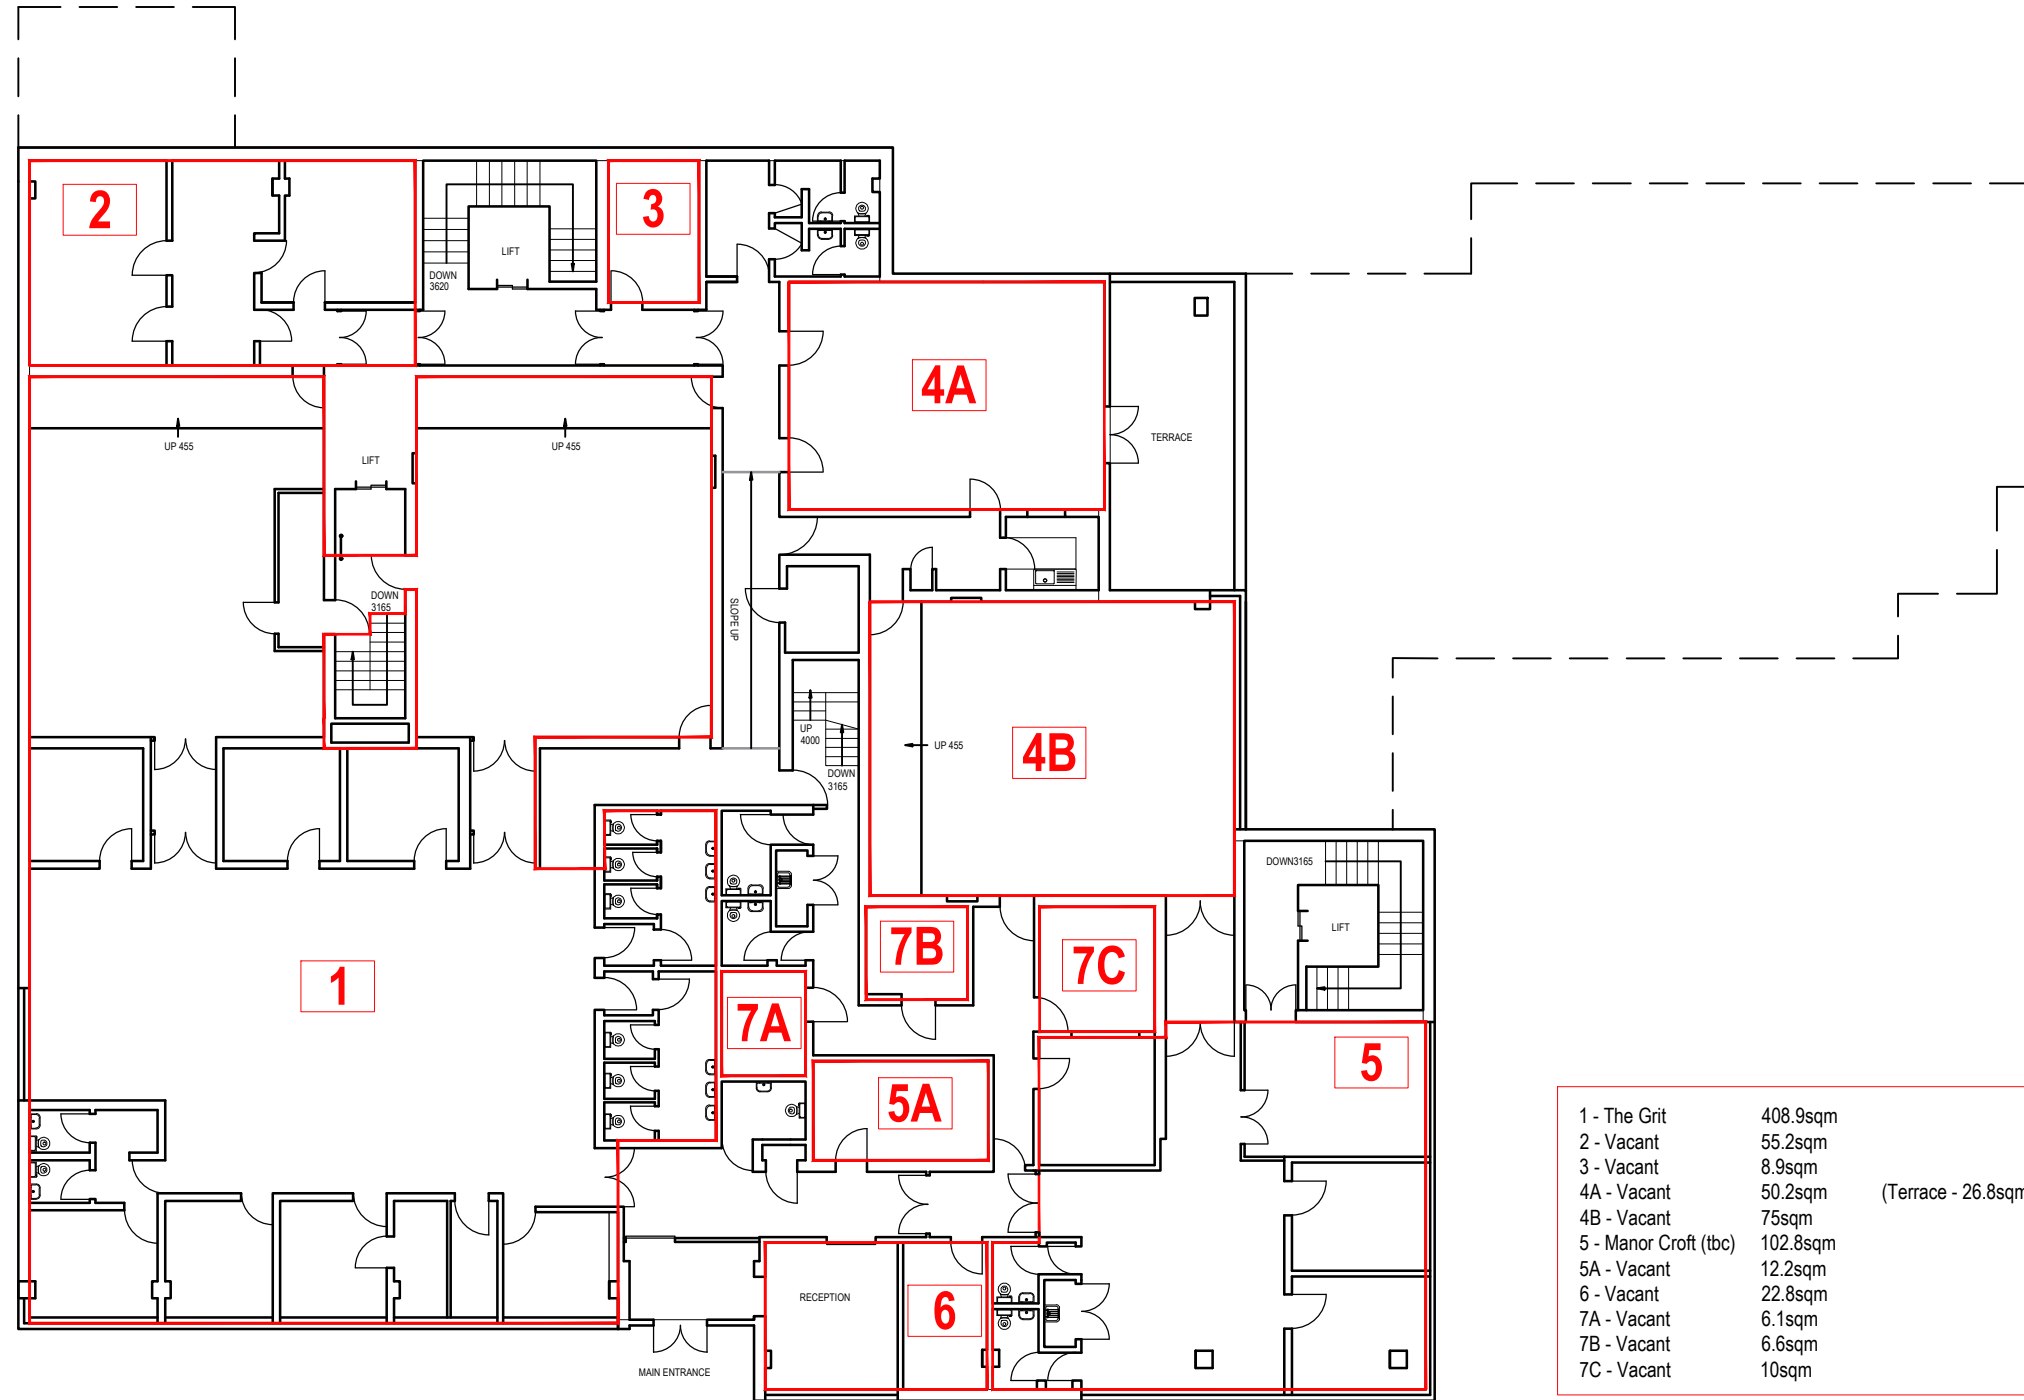 2
3
LIFT
DOWN
3620
4A
TERRACE
UP 455
UP 455
LIFT
DOWN
3165
SLOPE UP
UP
4000
DOWN
3165
UP 455
4B
DOWN3165
LIFT
7B
7C
1
7A
5
5A
RECEPTION
6
MAIN ENTRANCE
1 - The Grit 408.9sqm
2 - Vacant 55.2sqm
3 - Vacant 8.9sqm
4A - Vacant 50.2sqm (Terrace - 26.8sqm
4B - Vacant 75sqm
5 - Manor Croft (tbc) 102.8sqm
5A - Vacant 12.2sqm
6 - Vacant 22.8sqm
7A - Vacant 6.1sqm
7B - Vacant 6.6sqm
7C - Vacant 10sqm